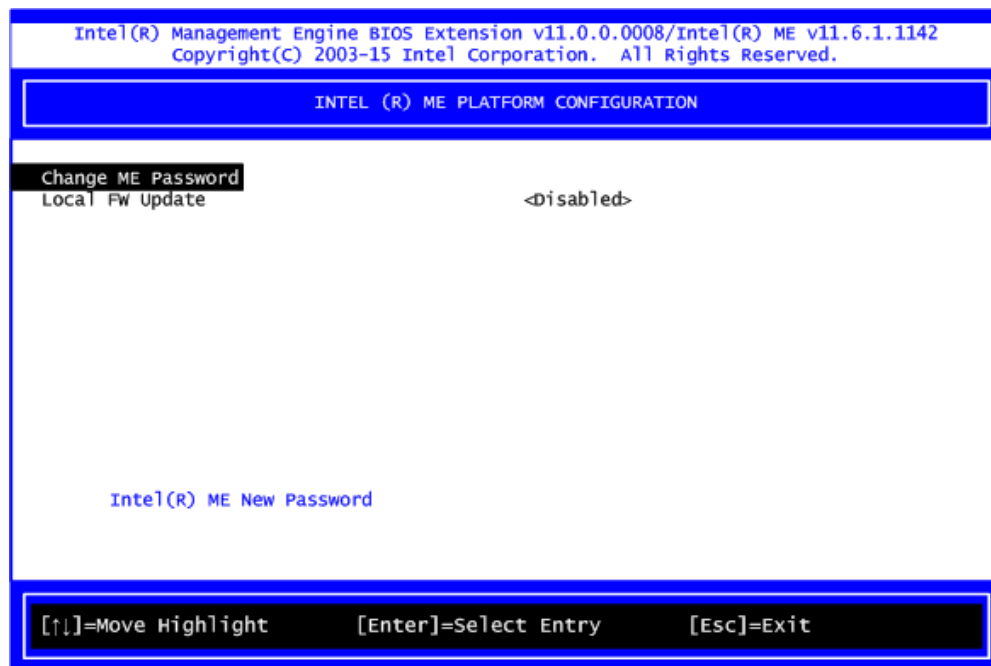 Intel(R) Management Engine BIOS Extension v11.0.0.0008/Intel(R) ME v11.6.1.1142
Copyright(C) 2003-15 Intel Corporation. All Rights Reserved.
INTEL (R) ME PLATFORM CONFIGURATION
Change ME Password
Local FW Update <Disabled>
Intel(R) ME New Password
[↑↓]=Move Highlight [Enter]=Select Entry [Esc]=Exit